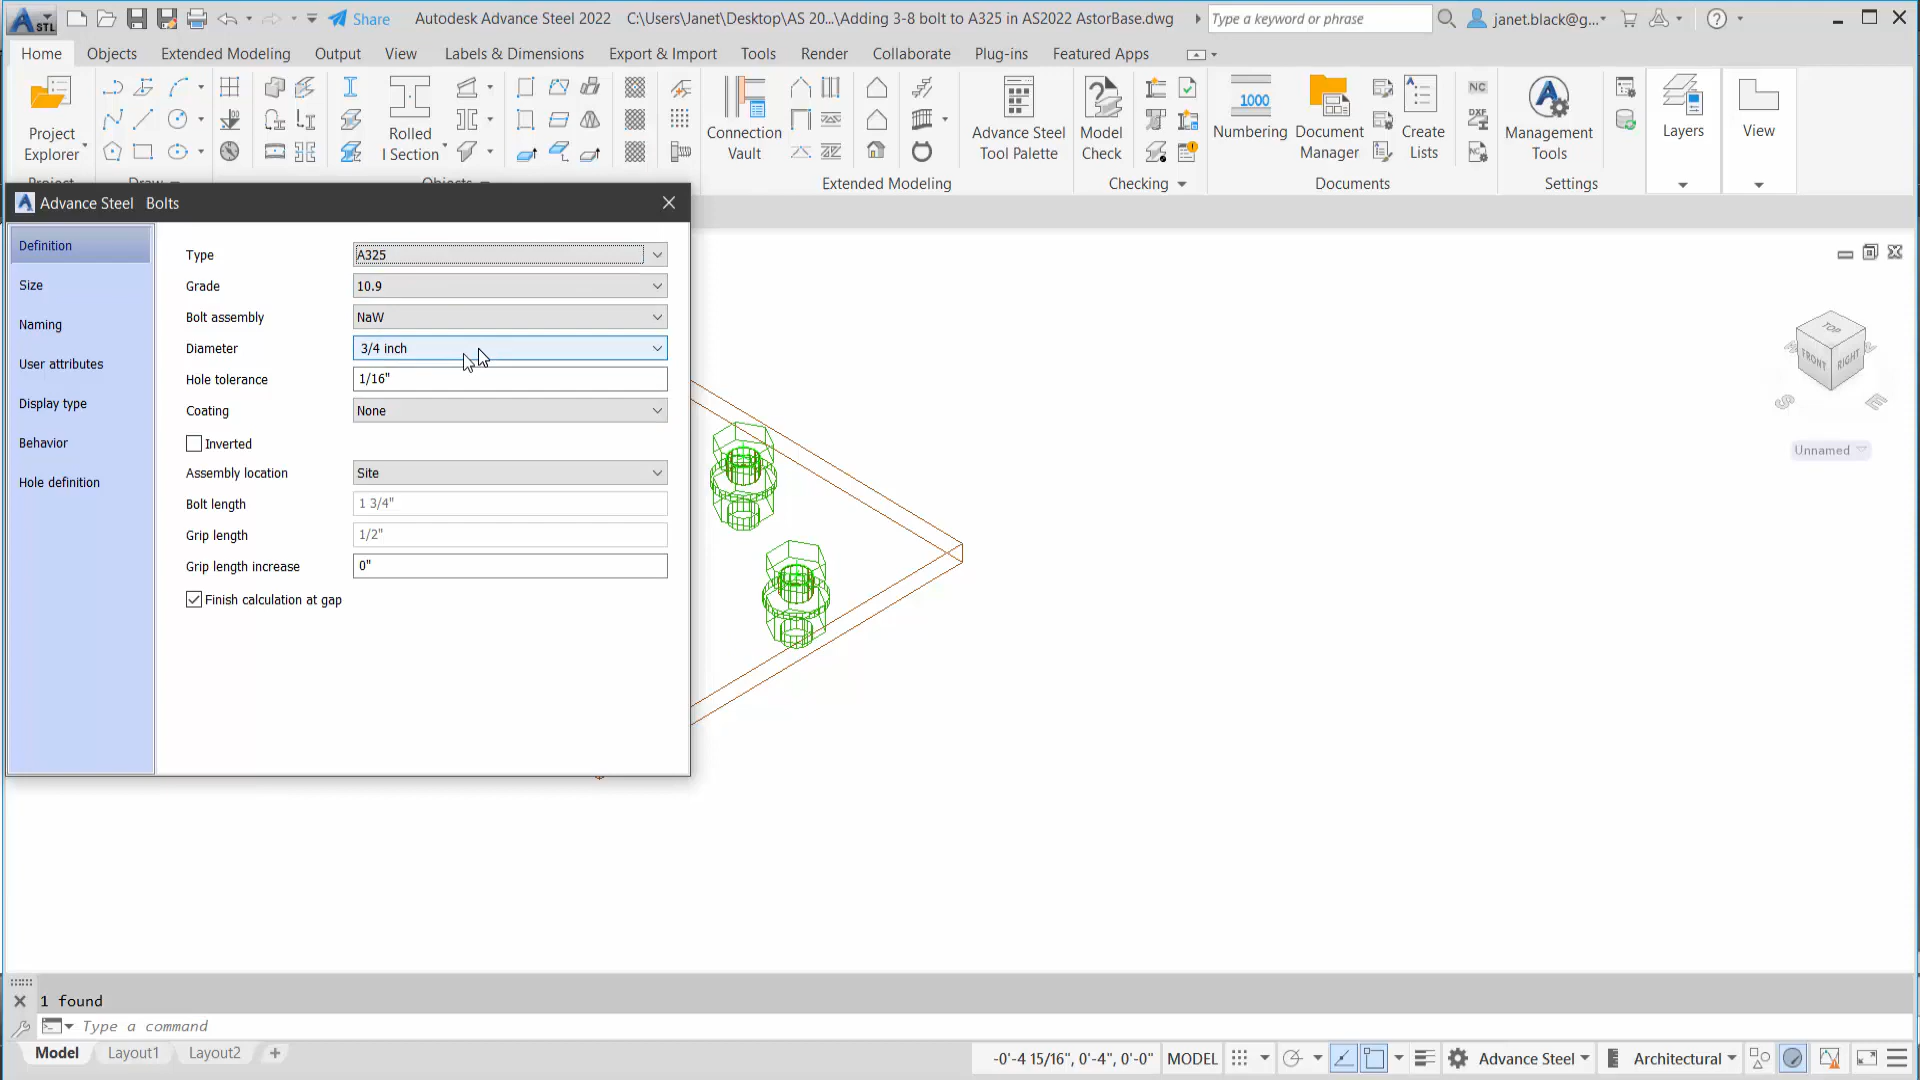 STL
Share
Autodesk Advance Steel 2022
C:\Users\Janet\Desktop\AS 20...\Adding 3-8 bolt to A325 in AS2022 AstorBase.dwg
Type a keyword or phrase
janet.black@g...
Home
Objects
Extended Modeling
Output
View
Labels & Dimensions
Export & Import
Tools
Render
Collaborate
Plug-ins
Featured Apps
Project
Explorer
Rolled
I Section
Connection
Vault
Advance Steel
Tool Palette
Model
Check
1000
Numbering
Document
Manager
Create
Lists
NC
DXF
Management
Tools
Layers
View
Extended Modeling
Checking
Documents
Settings
Advance Steel Bolts
Definition
Size
Naming
User attributes
Display type
Behavior
Hole definition
Type
A325
Grade
10.9
Bolt assembly
NaW
Diameter
3/4 inch
Hole tolerance
1/16"
Coating
None
Inverted
Assembly location
Site
Bolt length
1 3/4"
Grip length
1/2"
Grip length increase
0"
Finish calculation at gap
TOP
FRONT
RIGHT
S
E
Unnamed
1 found
Type a command
Model
Layout1
Layout2
-0'-4 15/16", 0'-4", 0'-0"
MODEL
Advance Steel
Architectural